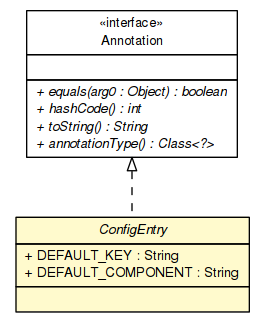 «interface»
Annotation
+ equals(arg0 : Object) : boolean
+ hashCode() : int
+ toString() : String
+ annotationType() : Class<?>
ConfigEntry
+ DEFAULT_KEY : String
+ DEFAULT_COMPONENT : String